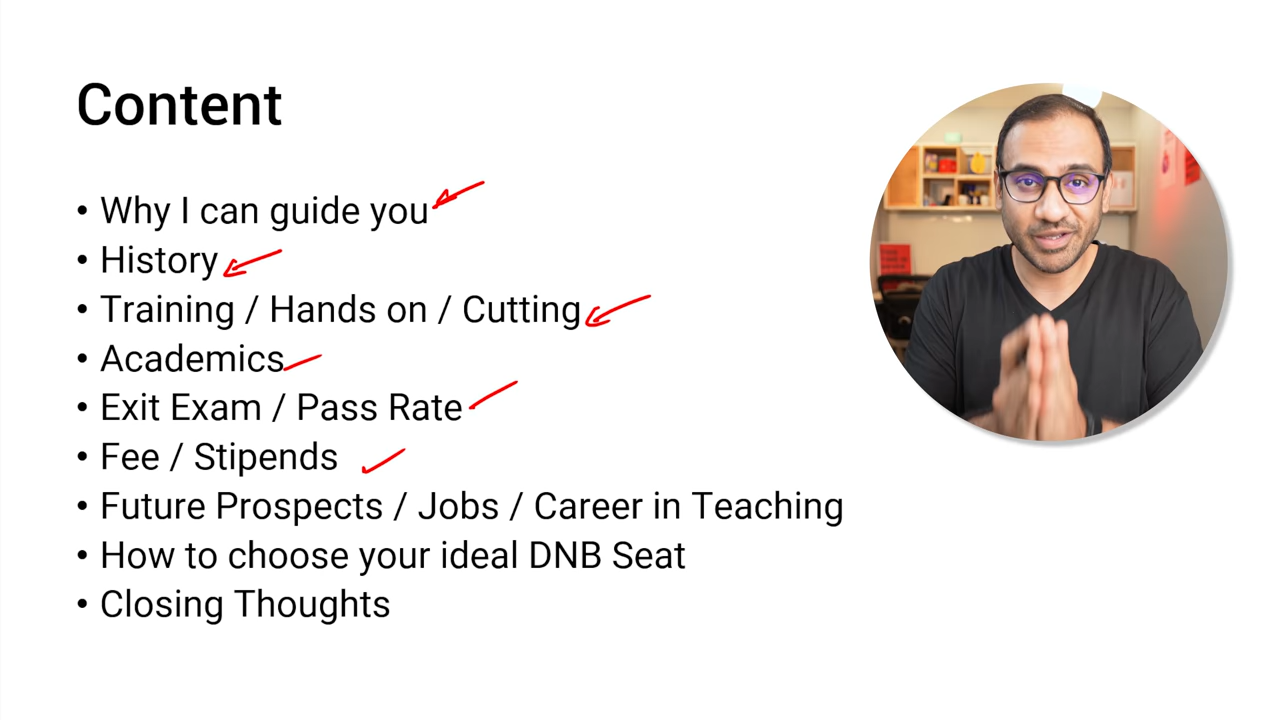 Content
• Why I can guide you
• History
• Training / Hands on / Cutting
• Academics
• Exit Exam / Pass Rate
• Fee / Stipends
• Future Prospects / Jobs / Career in Teaching
• How to choose your ideal DNB Seat
• Closing Thoughts